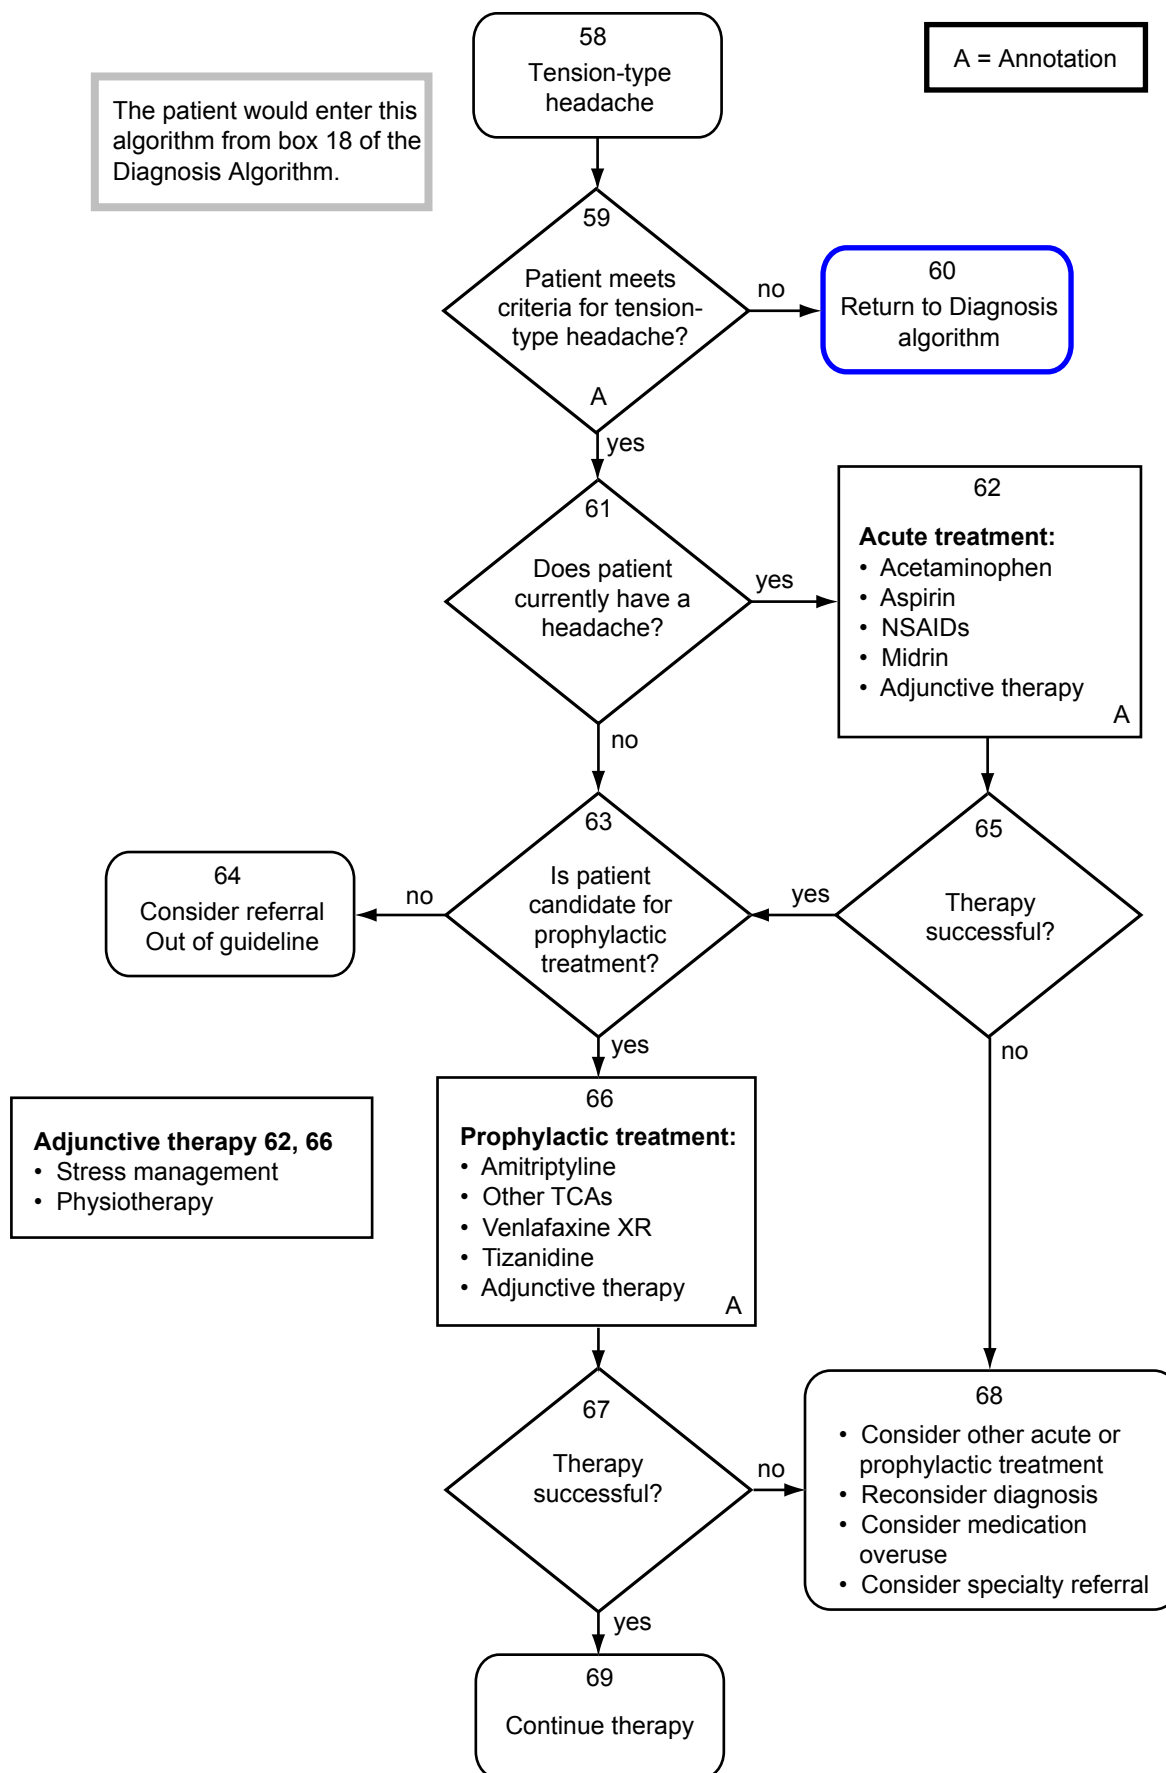 58
Tension-type
headache
A = Annotation
The patient would enter this
algorithm from box 18 of the
Diagnosis Algorithm.
59
Patient meets
criteria for tension-
type headache?
A
no
60
Return to Diagnosis
algorithm
yes
61
Does patient
currently have a
headache?
yes
62
Acute treatment:
• Acetaminophen
• Aspirin
• NSAIDs
• Midrin
• Adjunctive therapy
A
no
63
Is patient
candidate for
prophylactic
treatment?
no
64
Consider referral
Out of guideline
yes
65
Therapy
successful?
no
yes
66
Prophylactic treatment:
• Amitriptyline
• Other TCAs
• Venlafaxine XR
• Tizanidine
• Adjunctive therapy
A
Adjunctive therapy 62, 66
• Stress management
• Physiotherapy
67
Therapy
successful?
no
68
• Consider other acute or
prophylactic treatment
• Reconsider diagnosis
• Consider medication
overuse
• Consider specialty referral
yes
69
Continue therapy